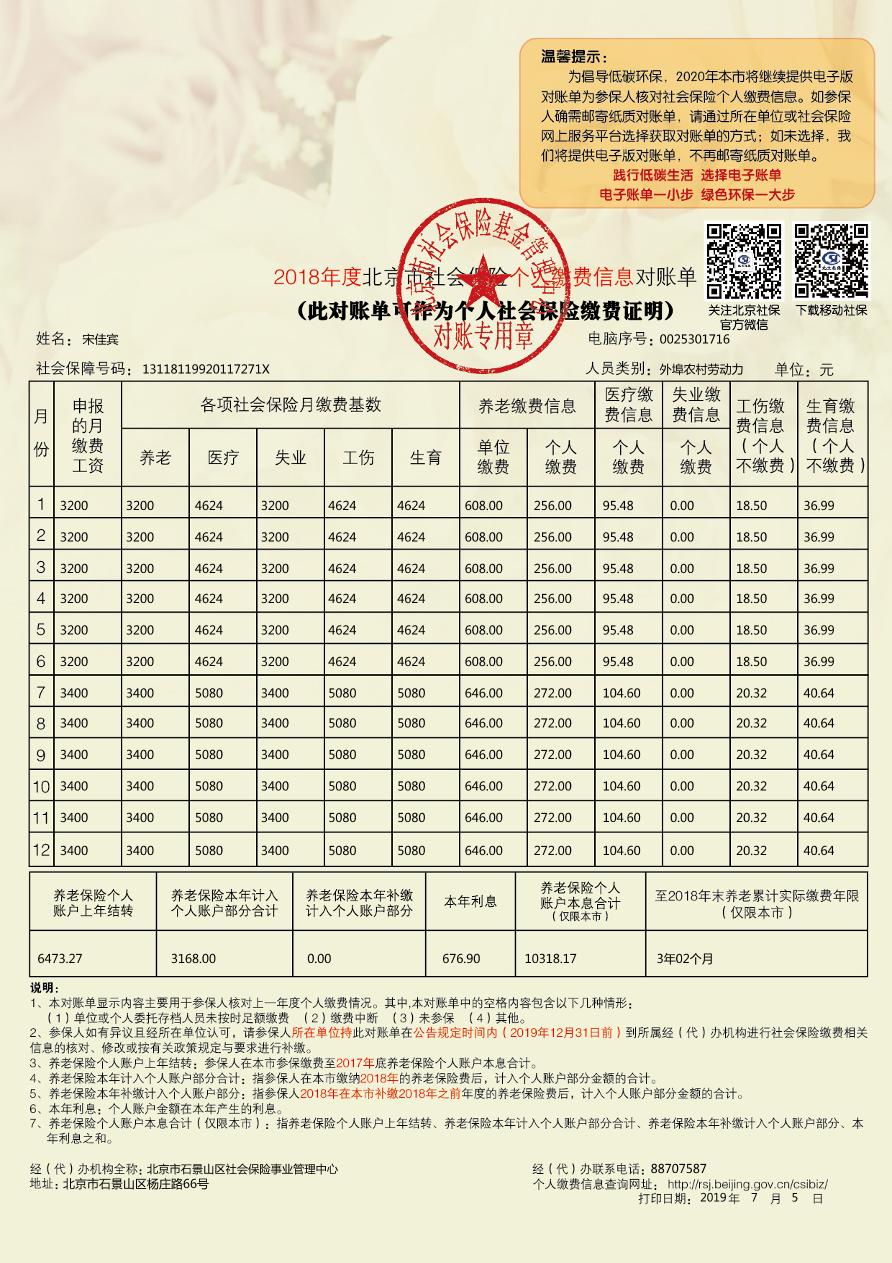 温馨提示：
为倡导低碳环保，2020年本市将继续提供电子版
对账单为参保人核对社会保险个人缴费信息。如参保
人确需邮寄纸质对账单，请通过所在单位或社会保险
网上服务平台选择获取对账单的方式；如未选择，我
们将提供电子版对账单，不再邮寄纸质对账单。
践行低碳生活 选择电子账单
电子账单一小步 绿色环保一大步
北京市社会保险基金管理中心
对账专用章
2018年度北京市社会保险个人缴费信息对账单
（此对账单可作为个人社会保险缴费证明）
关注北京社保
官方微信
下载移动社保
姓名：宋佳宾 电脑序号：0025301716
社会保障号码：13118119920117271X 人员类别：外埠农村劳动力 单位：元
月份 申报的月缴费工资 各项社会保险月缴费基数 养老缴费信息 医疗缴费信息 失业缴费信息 工伤缴费信息（个人不缴费） 生育缴费信息（个人不缴费）
养老 医疗 失业 工伤 生育 单位缴费 个人缴费 个人缴费 个人缴费
1 3200 3200 4624 3200 4624 4624 608.00 256.00 95.48 0.00 18.50 36.99
2 3200 3200 4624 3200 4624 4624 608.00 256.00 95.48 0.00 18.50 36.99
3 3200 3200 4624 3200 4624 4624 608.00 256.00 95.48 0.00 18.50 36.99
4 3200 3200 4624 3200 4624 4624 608.00 256.00 95.48 0.00 18.50 36.99
5 3200 3200 4624 3200 4624 4624 608.00 256.00 95.48 0.00 18.50 36.99
6 3200 3200 4624 3200 4624 4624 608.00 256.00 95.48 0.00 18.50 36.99
7 3400 3400 5080 3400 5080 5080 646.00 272.00 104.60 0.00 20.32 40.64
8 3400 3400 5080 3400 5080 5080 646.00 272.00 104.60 0.00 20.32 40.64
9 3400 3400 5080 3400 5080 5080 646.00 272.00 104.60 0.00 20.32 40.64
10 3400 3400 5080 3400 5080 5080 646.00 272.00 104.60 0.00 20.32 40.64
11 3400 3400 5080 3400 5080 5080 646.00 272.00 104.60 0.00 20.32 40.64
12 3400 3400 5080 3400 5080 5080 646.00 272.00 104.60 0.00 20.32 40.64
养老保险个人账户上年结转 养老保险本年计入个人账户部分合计 养老保险本年补缴计入个人账户部分 本年利息 养老保险个人账户本息合计（仅限本市） 至2018年末养老累计实际缴费年限（仅限本市）
6473.27 3168.00 0.00 676.90 10318.17 3年02个月
说明：
1、本对账单显示内容主要用于参保人核对上一年度个人缴费情况。其中,本对账单中的空格内容包含以下几种情形：
（1）单位或个人委托存档人员未按时足额缴费 （2）缴费中断 （3）未参保 （4）其他。
2、参保人如有异议且经所在单位认可，请参保人所在单位持此对账单在公告规定时间内（2019年12月31日前）到所属经（代）办机构进行社会保险缴费相关
信息的核对、修改或按有关政策规定与要求进行补缴。
3、养老保险个人账户上年结转：参保人在本市参保缴费至2017年底养老保险个人账户本息合计。
4、养老保险本年计入个人账户部分合计：指参保人在本市缴纳2018年的养老保险费后，计入个人账户部分金额的合计。
5、养老保险本年补缴计入个人账户部分：指参保人2018年在本市补缴2018年之前年度的养老保险费后，计入个人账户部分金额的合计。
6、本年利息：个人账户金额在本年产生的利息。
7、养老保险个人账户本息合计（仅限本市）：指养老保险个人账户上年结转、养老保险本年计入个人账户部分合计、养老保险本年补缴计入个人账户部分、本
年利息之和。
经（代）办机构全称：北京市石景山区社会保险事业管理中心 经（代）办联系电话：88707587
地址：北京市石景山区杨庄路66号 个人缴费信息查询网址： http://rsj.beijing.gov.cn/csibiz/
打印日期：2019年 7 月 5 日